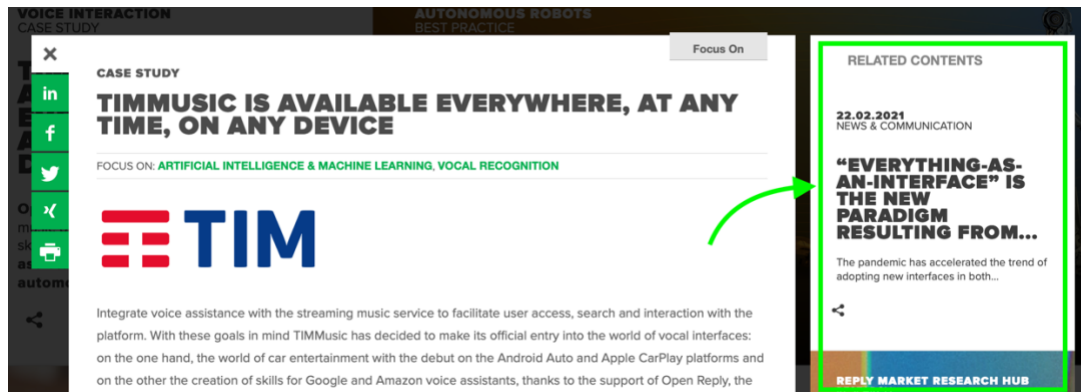 VOICE INTERACTION
CASE STUDY
AUTONOMOUS ROBOTS
BEST PRACTICE
Focus On
CASE STUDY
TIMMUSIC IS AVAILABLE EVERYWHERE, AT ANY
TIME, ON ANY DEVICE
FOCUS ON: ARTIFICIAL INTELLIGENCE & MACHINE LEARNING, VOCAL RECOGNITION
TIM
Integrate voice assistance with the streaming music service to facilitate user access, search and interaction with the
platform. With these goals in mind TIMMusic has decided to make its official entry into the world of vocal interfaces:
on the one hand, the world of car entertainment with the debut on the Android Auto and Apple CarPlay platforms and
on the other the creation of skills for Google and Amazon voice assistants, thanks to the support of Open Reply, the
RELATED CONTENTS
22.02.2021
NEWS & COMMUNICATION
“EVERYTHING-AS-
AN-INTERFACE” IS
THE NEW
PARADIGM
RESULTING FROM...
The pandemic has accelerated the trend of
adopting new interfaces in both...
REPLY MARKET RESEARCH HUB